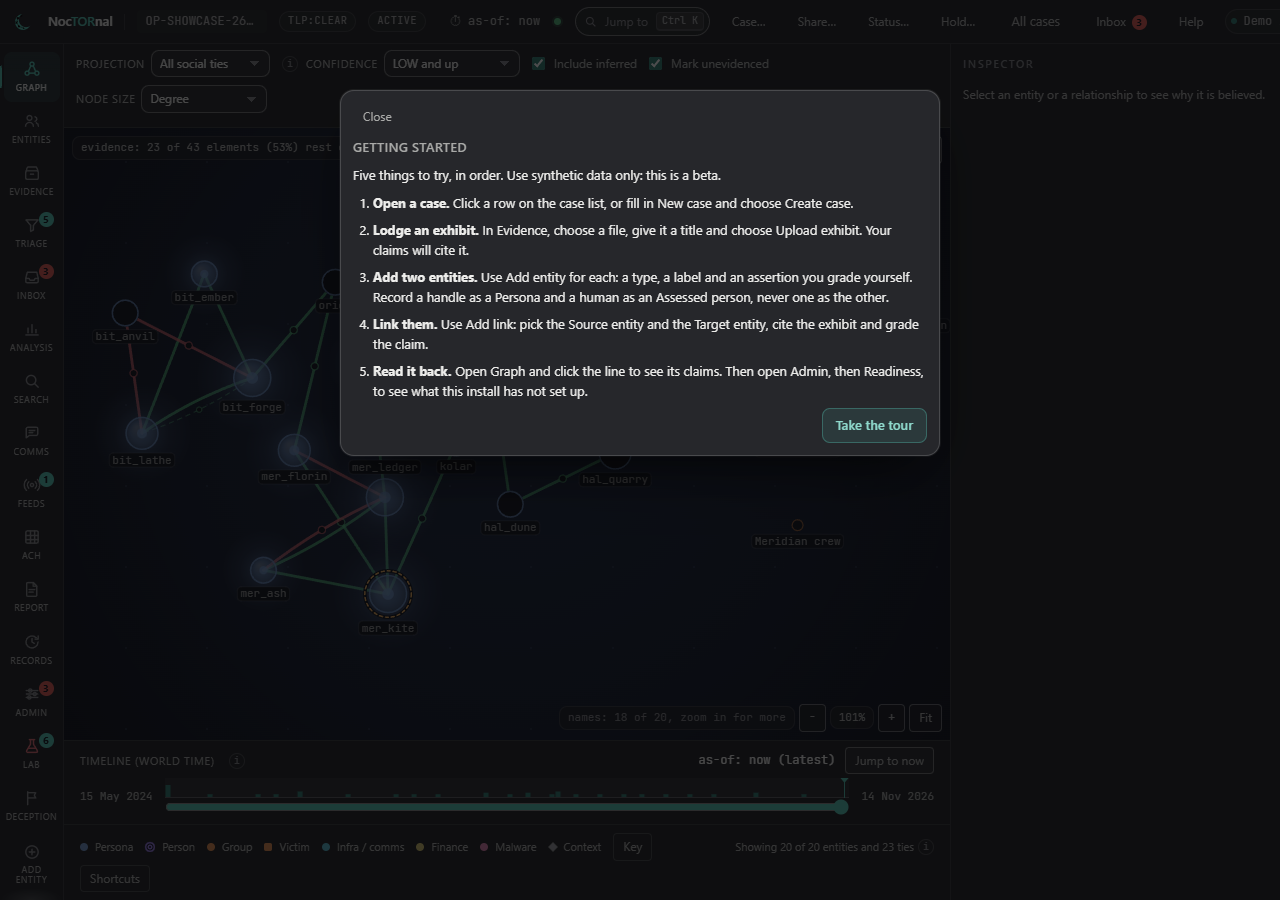 NocTORnal
OP-SHOWCASE-26…
TLP:CLEAR
ACTIVE
as-of: now
Jump to
Ctrl K
Case…
Share…
Status…
Hold…
All cases
Inbox 3
Help
Demo
GRAPH
ENTITIES
EVIDENCE
TRIAGE 5
INBOX 3
ANALYSIS
SEARCH
COMMS
FEEDS 1
ACH
REPORT
RECORDS
ADMIN 3
LAB 6
DECEPTION
ADD
ENTITY
PROJECTION
All social ties
i
CONFIDENCE
LOW and up
Include inferred
Mark unevidenced
NODE SIZE
Degree
INSPECTOR
Select an entity or a relationship to see why it is believed.
evidence: 23 of 43 elements (53%) rest
Close
GETTING STARTED
Five things to try, in order. Use synthetic data only: this is a beta.
1. Open a case. Click a row on the case list, or fill in New case and choose Create case.
2. Lodge an exhibit. In Evidence, choose a file, give it a title and choose Upload exhibit. Your
claims will cite it.
3. Add two entities. Use Add entity for each: a type, a label and an assertion you grade yourself.
Record a handle as a Persona and a human as an Assessed person, never one as the other.
4. Link them. Use Add link: pick the Source entity and the Target entity, cite the exhibit and grade
the claim.
5. Read it back. Open Graph and click the line to see its claims. Then open Admin, then Readiness,
to see what this install has not set up.
Take the tour
bit_ember
bit_anvil
bit_forge
bit_lathe
mer_florin
mer_ledger
kolar
hal_quarry
hal_dune
Meridian crew
mer_ash
mer_kite
names: 18 of 20, zoom in for more
-
101%
+
Fit
TIMELINE (WORLD TIME)
i
as-of: now (latest)
Jump to now
15 May 2024
14 Nov 2026
Persona
Person
Group
Victim
Infra / comms
Finance
Malware
Context
Key
Showing 20 of 20 entities and 23 ties
i
Shortcuts